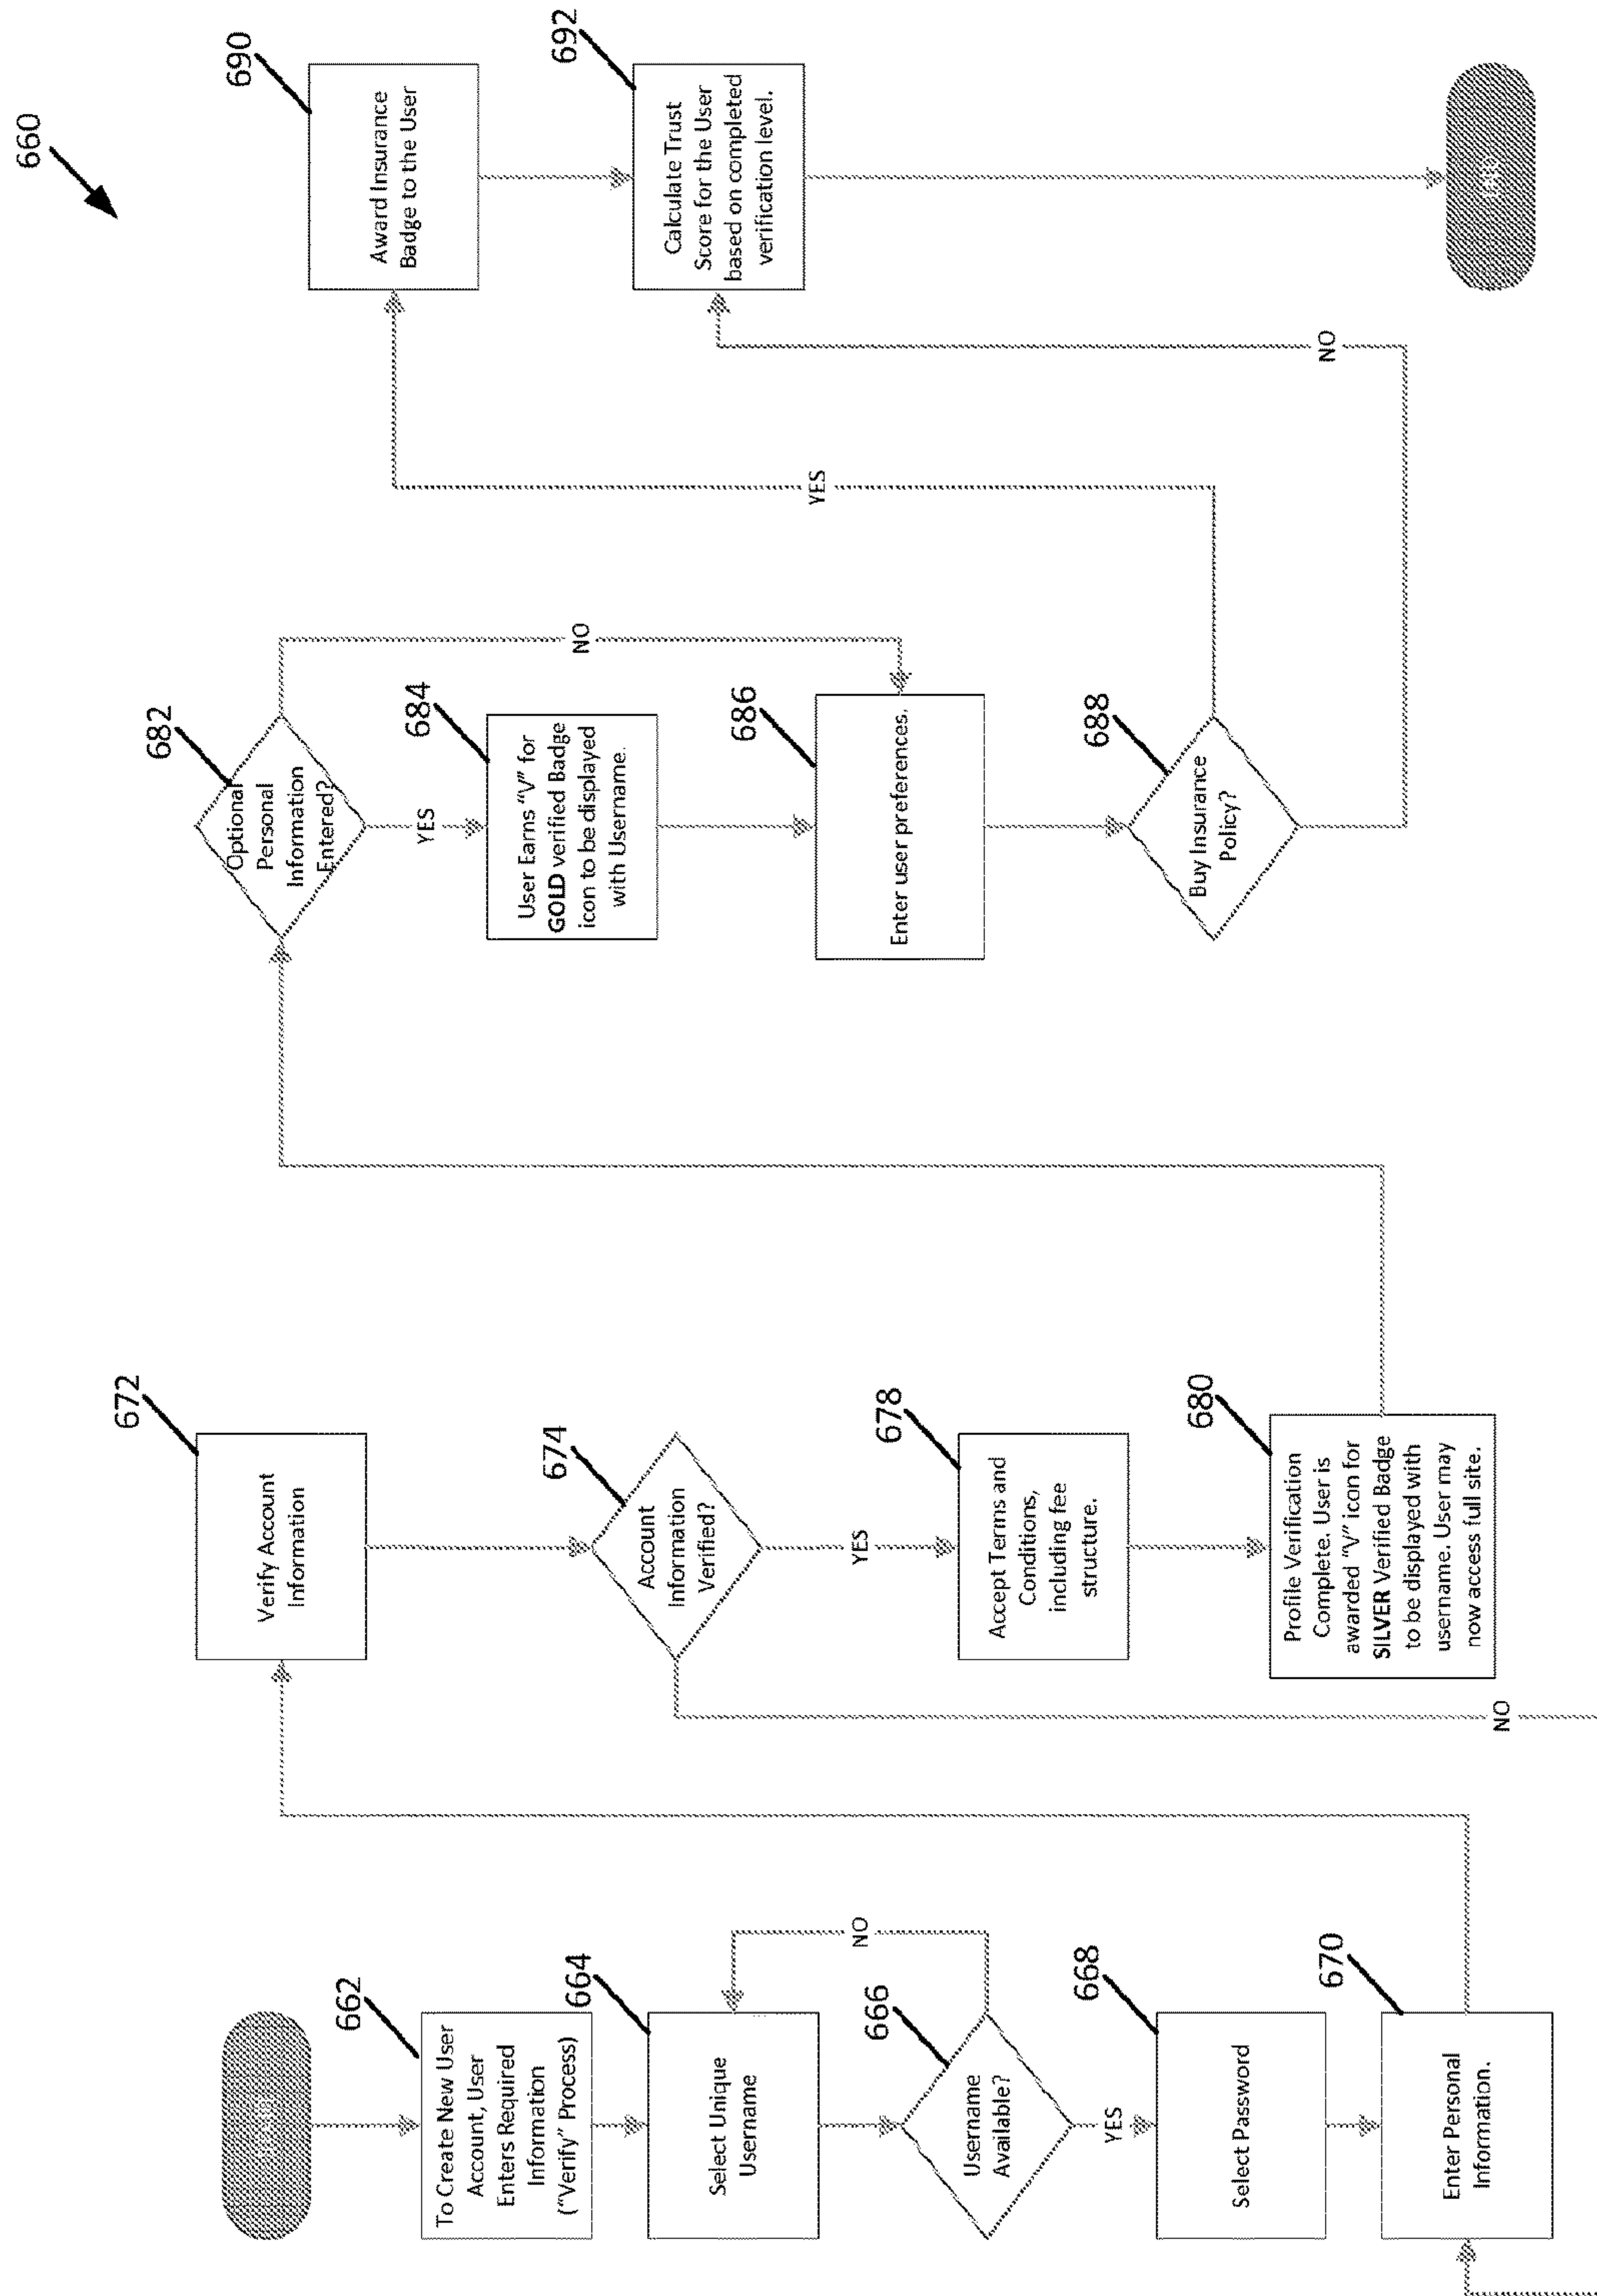 660
662
To Create New User
Account, User
Enters Required
Information
("Verify" Process)
664
Select Unique
Username
NO
666
Username
Available?
YES
668
Select Password
670
Enter Personal
Information.
672
Verify Account
Information
674
Account
Information
Verified?
NO
YES
678
Accept Terms and
Conditions,
including fee
structure.
680
Profile Verification
Complete. User is
awarded "V" icon for
SILVER Verified Badge
to be displayed with
username. User may
now access full site.
682
Optional
Personal
Information
Entered?
NO
YES
684
User Earns "V" for
GOLD verified Badge
icon to be displayed
with Username.
686
Enter user preferences.
688
Buy Insurance
Policy?
YES
NO
690
Award Insurance
Badge to the User
692
Calculate Trust
Score for the User
based on completed
verification level.